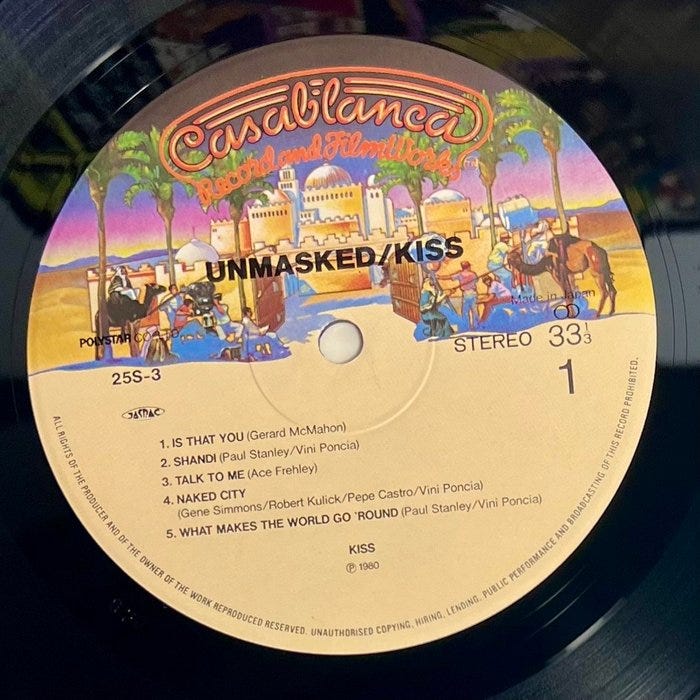 Casablanca
Record and FilmWorks
UNMASKED/KISS
Made in Japan
POLYSTAR CO., LTD.
STEREO 33 1/3
25S-3
1
JASRAC
1. IS THAT YOU (Gerard McMahon)
2. SHANDI (Paul Stanley/Vini Poncia)
3. TALK TO ME (Ace Frehley)
4. NAKED CITY
(Gene Simmons/Robert Kulick/Pepe Castro/Vini Poncia)
5. WHAT MAKES THE WORLD GO 'ROUND (Paul Stanley/Vini Poncia)
KISS
℗ 1980
ALL RIGHTS OF THE PRODUCER AND OF THE OWNER OF THE WORK REPRODUCED RESERVED. UNAUTHORISED COPYING, HIRING, LENDING, PUBLIC PERFORMANCE AND BROADCASTING OF THIS RECORD PROHIBITED.